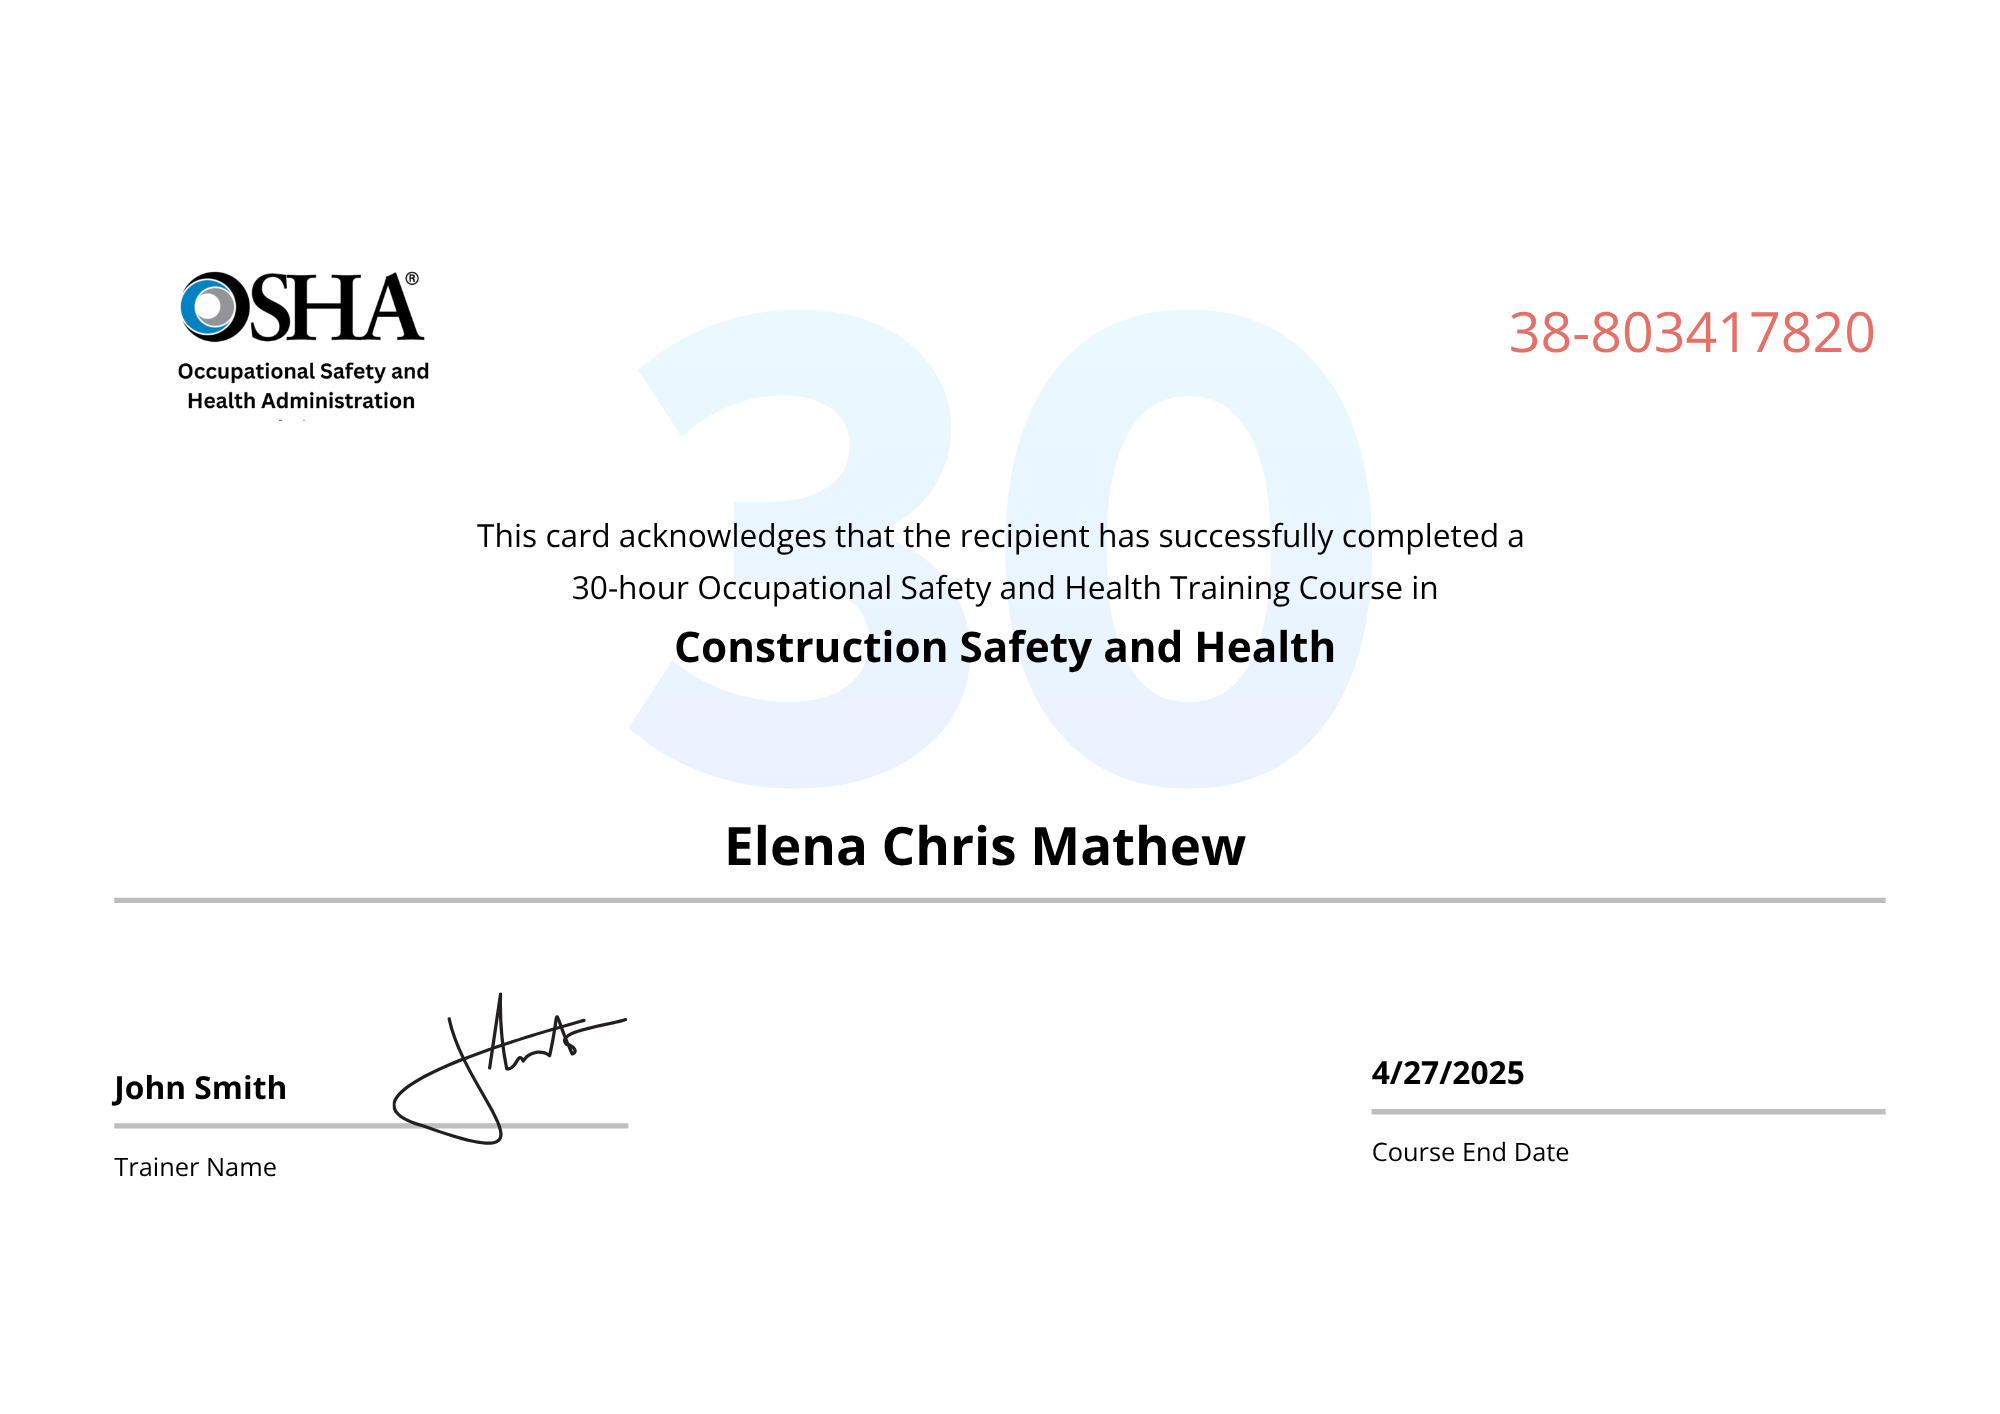 OSHA®
Occupational Safety and
Health Administration
38-803417820
30
This card acknowledges that the recipient has successfully completed a
30-hour Occupational Safety and Health Training Course in
Construction Safety and Health
Elena Chris Mathew
John Smith
Trainer Name
4/27/2025
Course End Date